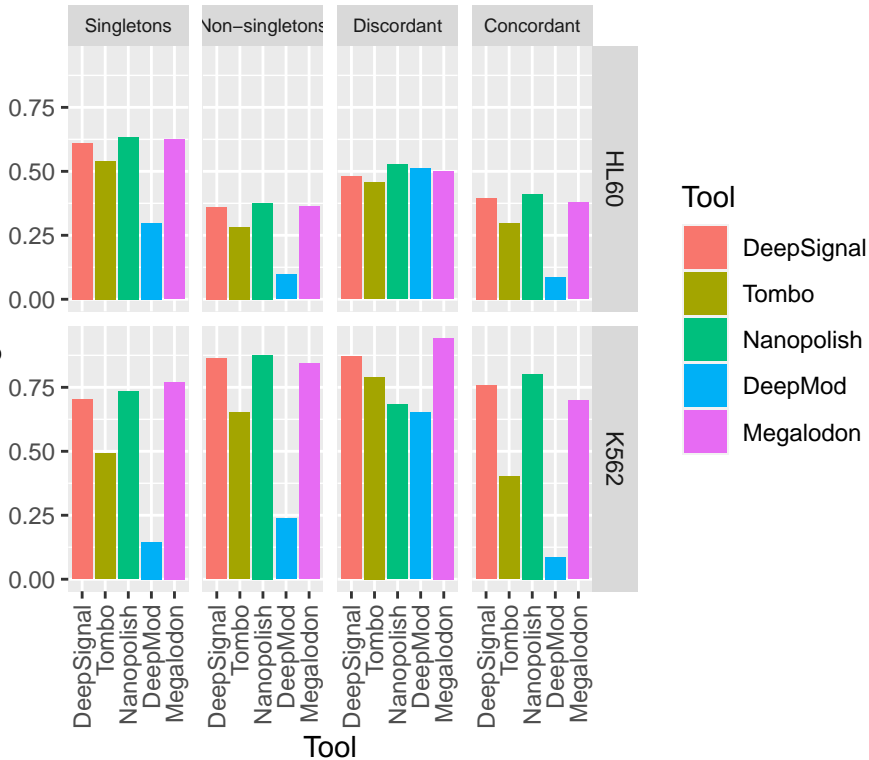 Singletons Non−singletons Discordant Concordant
0.75
0.50
0.25
0.00
HL60
0.75
0.50
0.25
0.00
K562
DeepSignal
Tombo
Nanopolish
DeepMod
Megalodon
DeepSignal
Tombo
Nanopolish
DeepMod
Megalodon
DeepSignal
Tombo
Nanopolish
DeepMod
Megalodon
DeepSignal
Tombo
Nanopolish
DeepMod
Megalodon
Tool
Tool
DeepSignal
Tombo
Nanopolish
DeepMod
Megalodon